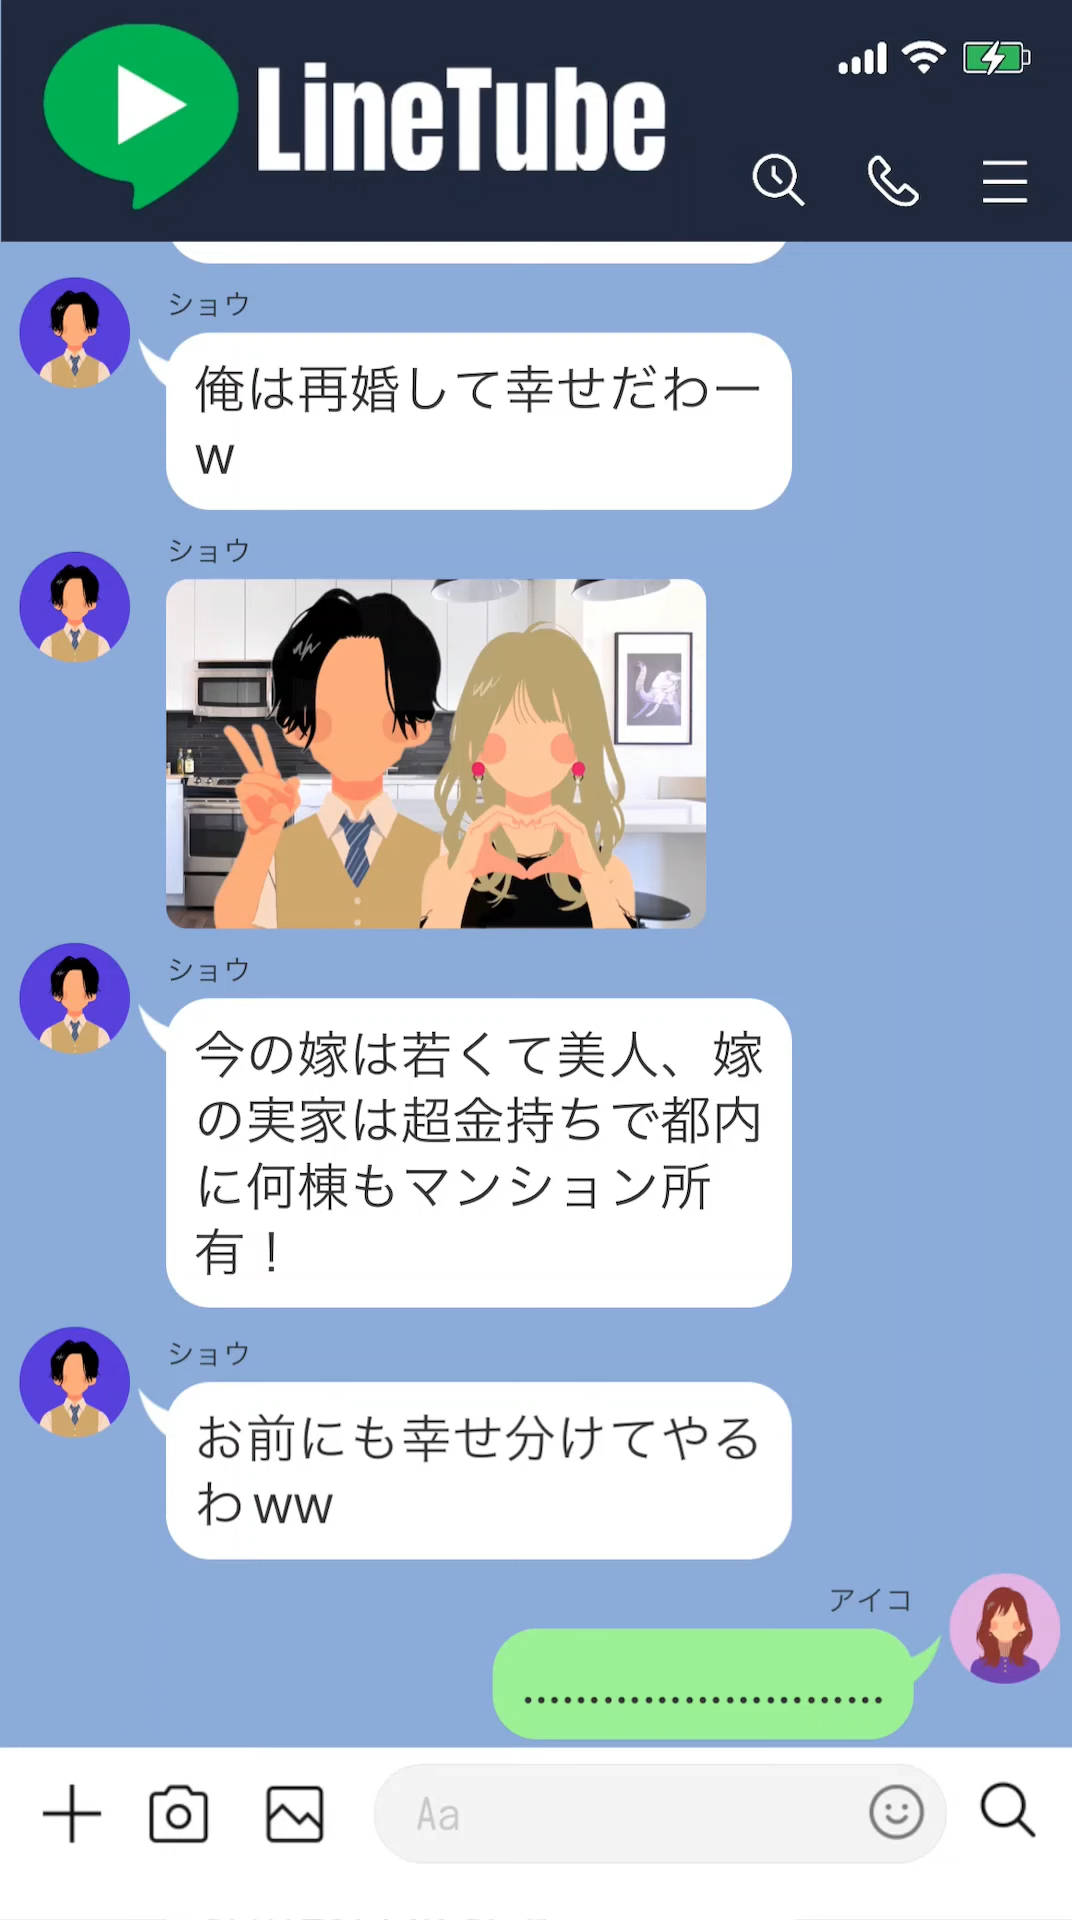 LineTube
ショウ
俺は再婚して幸せだわー
w
ショウ
ショウ
今の嫁は若くて美人、嫁
の実家は超金持ちで都内
に何棟もマンション所
有！
ショウ
お前にも幸せ分けてやる
わww
アイコ
...........................
Aa